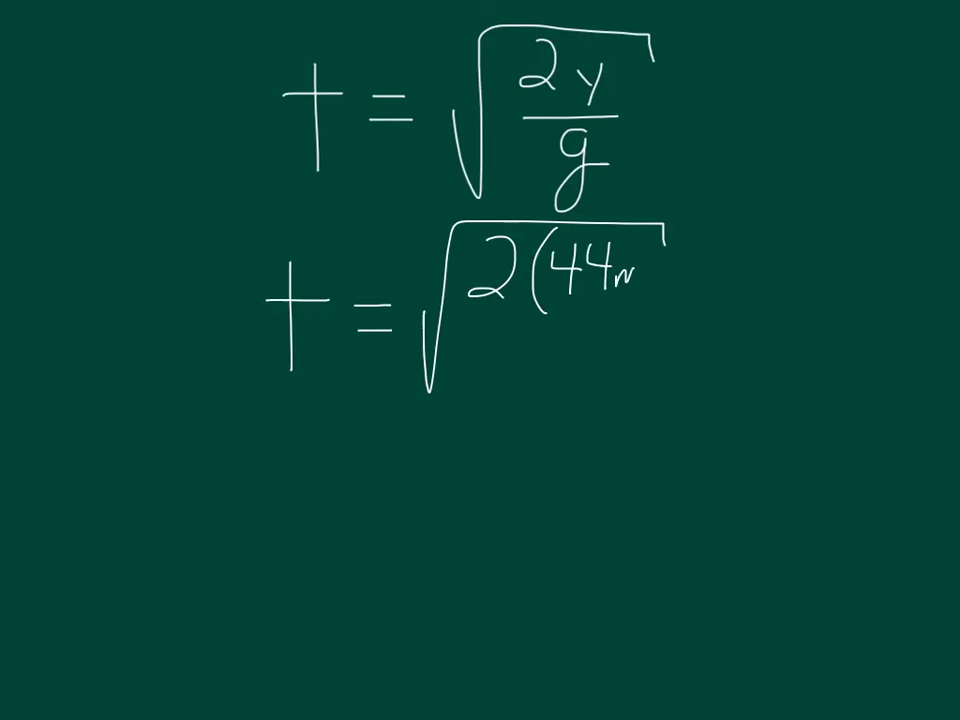 t = √(2y/g)
t = √2(44m